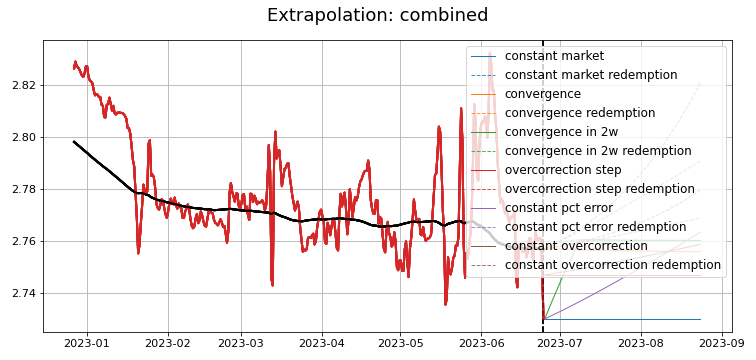 Extrapolation: combined
2.82
2.80
2.78
2.76
2.74
constant market
constant market redemption
convergence
convergence redemption
convergence in 2w
convergence in 2w redemption
overcorrection step
overcorrection step redemption
constant pct error
constant pct error redemption
constant overcorrection
constant overcorrection redemption
2023-01 2023-02 2023-03 2023-04 2023-05 2023-06 2023-07 2023-08 2023-09